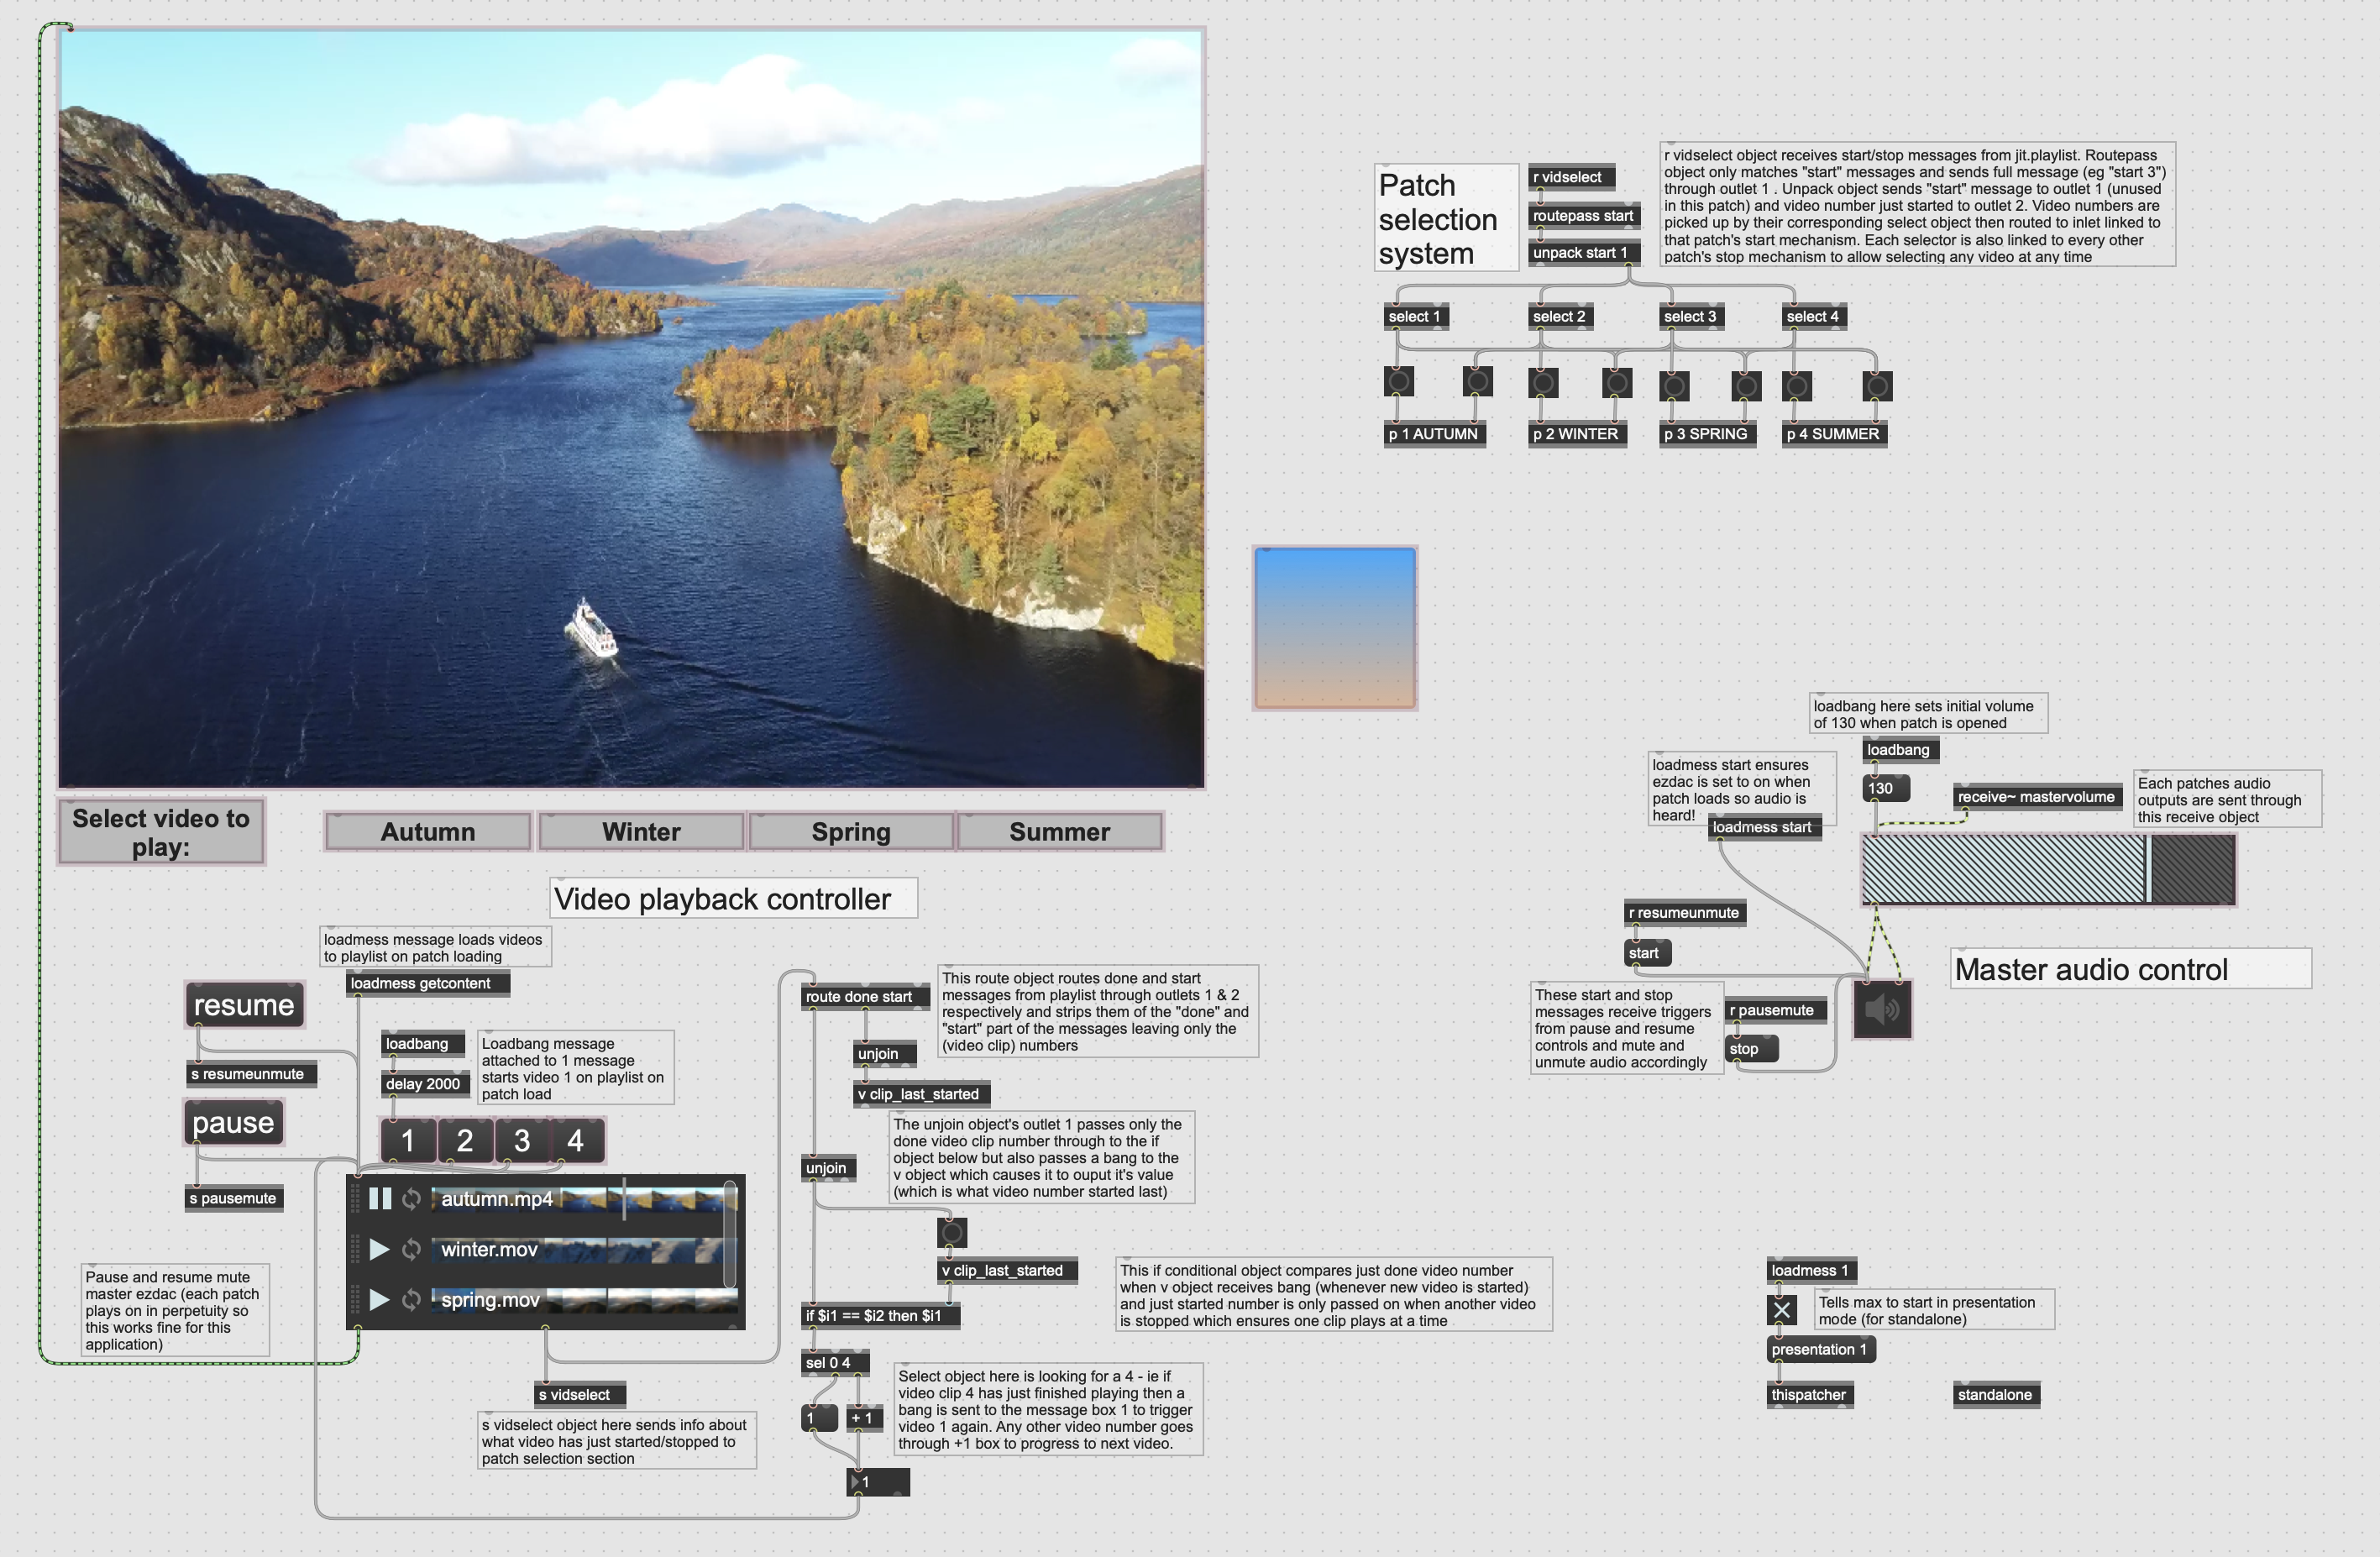 Patch
selection
system
r vidselect
routepass start
unpack start 1
r vidselect object receives start/stop messages from jit.playlist. Routepass
object only matches "start" messages and sends full message (eg "start 3")
through outlet 1 . Unpack object sends "start" message to outlet 1 (unused
in this patch) and video number just started to outlet 2. Video numbers are
picked up by their corresponding select object then routed to inlet linked to
that patch's start mechanism. Each selector is also linked to every other
patch's stop mechanism to allow selecting any video at any time
select 1
select 2
select 3
select 4
p 1 AUTUMN
p 2 WINTER
p 3 SPRING
p 4 SUMMER
Select video to
play:
Autumn
Winter
Spring
Summer
Video playback controller
loadmess message loads videos
to playlist on patch loading
loadmess getcontent
resume
s resumeunmute
pause
s pausemute
loadbang
delay 2000
Loadbang message
attached to 1 message
starts video 1 on playlist on
patch load
1
2
3
4
autumn.mp4
winter.mov
spring.mov
Pause and resume mute
master ezdac (each patch
plays on in perpetuity so
this works fine for this
application)
s vidselect
s vidselect object here sends info about
what video has just started/stopped to
patch selection section
route done start
This route object routes done and start
messages from playlist through outlets 1 & 2
respectively and strips them of the "done" and
"start" part of the messages leaving only the
(video clip) numbers
unjoin
v clip_last_started
The unjoin object's outlet 1 passes only the
done video clip number through to the if
object below but also passes a bang to the
v object which causes it to ouput it's value
(which is what video number started last)
unjoin
v clip_last_started
This if conditional object compares just done video number
when v object receives bang (whenever new video is started)
and just started number is only passed on when another video
is stopped which ensures one clip plays at a time
if $i1 == $i2 then $i1
sel 0 4
Select object here is looking for a 4 - ie if
video clip 4 has just finished playing then a
bang is sent to the message box 1 to trigger
video 1 again. Any other video number goes
through +1 box to progress to next video.
1
+ 1
1
loadbang here sets initial volume
of 130 when patch is opened
loadbang
130
receive~ mastervolume
Each patches audio
outputs are sent through
this receive object
loadmess start ensures
ezdac is set to on when
patch loads so audio is
heard!
loadmess start
r resumeunmute
start
Master audio control
These start and stop
messages receive triggers
from pause and resume
controls and mute and
unmute audio accordingly
r pausemute
stop
loadmess 1
Tells max to start in presentation
mode (for standalone)
presentation 1
thispatcher
standalone